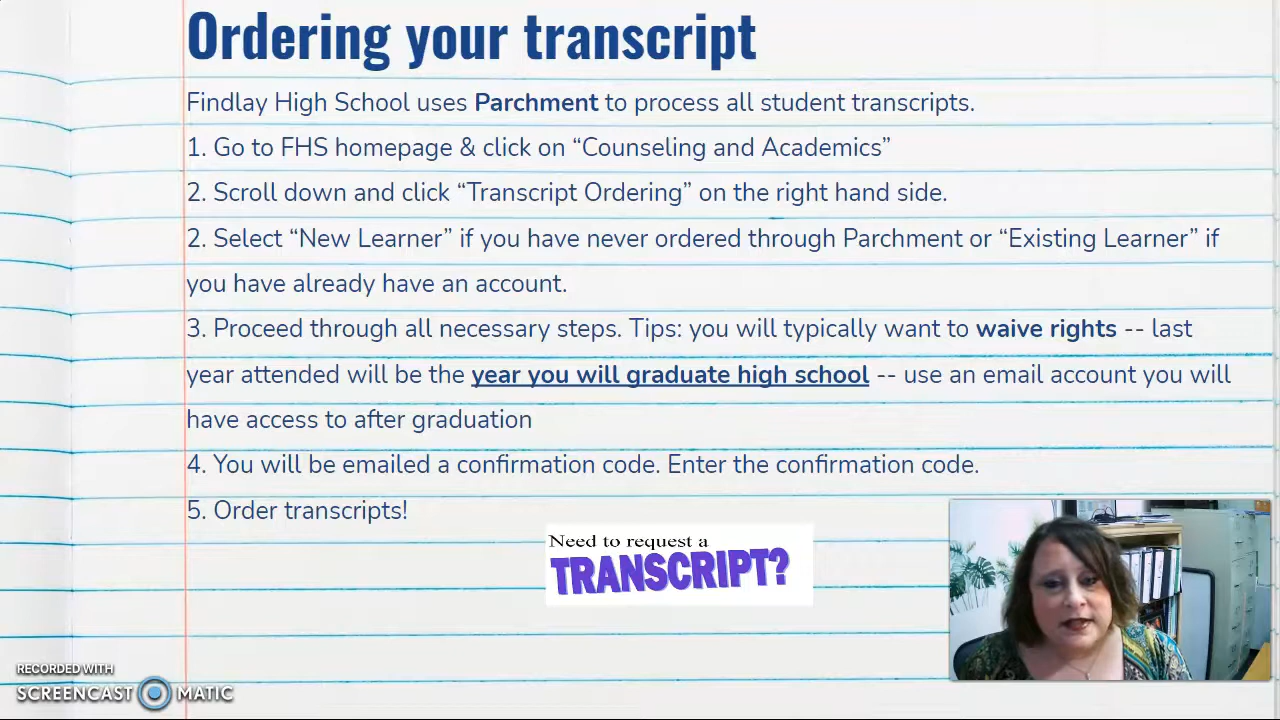 Ordering your transcript
Findlay High School uses Parchment to process all student transcripts.
1. Go to FHS homepage & click on “Counseling and Academics”
2. Scroll down and click “Transcript Ordering” on the right hand side.
2. Select “New Learner” if you have never ordered through Parchment or “Existing Learner” if
you have already have an account.
3. Proceed through all necessary steps. Tips: you will typically want to waive rights -- last
year attended will be the year you will graduate high school -- use an email account you will
have access to after graduation
4. You will be emailed a confirmation code. Enter the confirmation code.
5. Order transcripts!
Need to request a
TRANSCRIPT?
RECORDED WITH
SCREENCAST MATIC